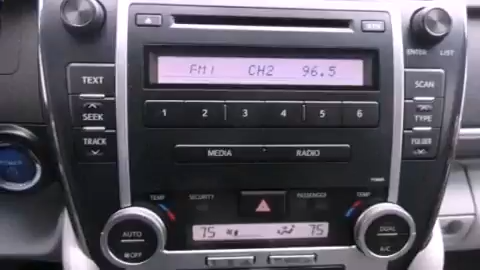 ENTER LIST
FM1 CH2 96.5
TEXT
SCAN
SEEK
TRACK
TYPE
FOLDER
1 2 3 4 5 6
MEDIA RADIO
TEMP SECURITY PASSENGER TEMP
75 75
AUTO
OFF
DUAL
A/C